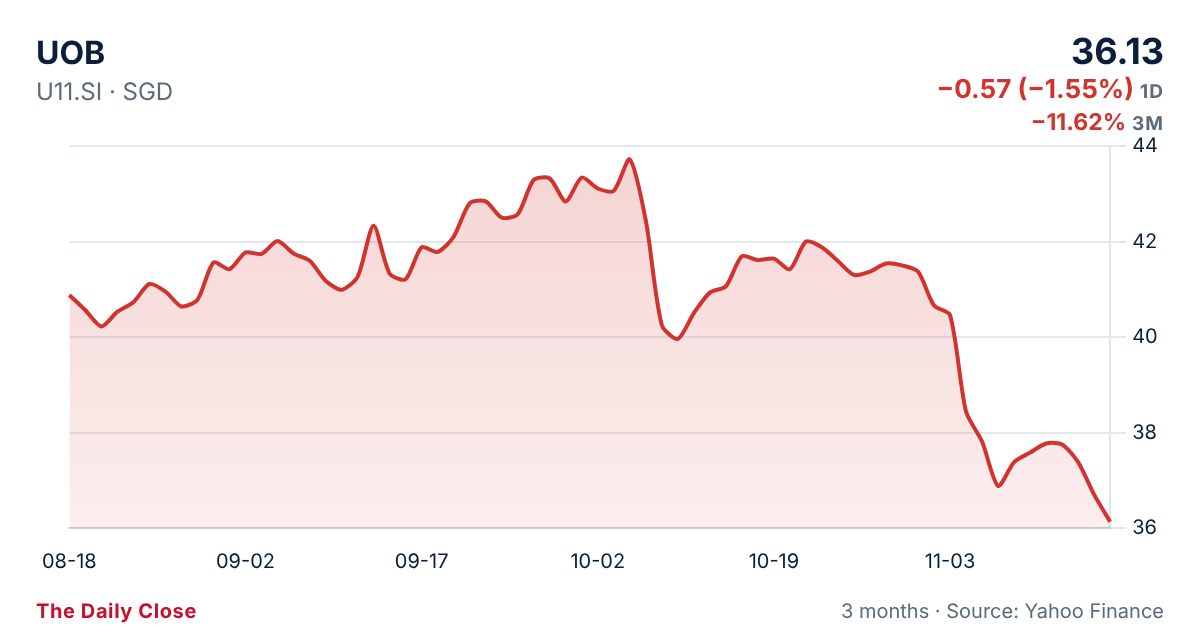 UOB
36.13
U11.SI · SGD
−0.57 (−1.55%) 1D
−11.62% 3M
44
42
40
38
36
08-18 09-02 09-17 10-02 10-19 11-03
The Daily Close
3 months · Source: Yahoo Finance